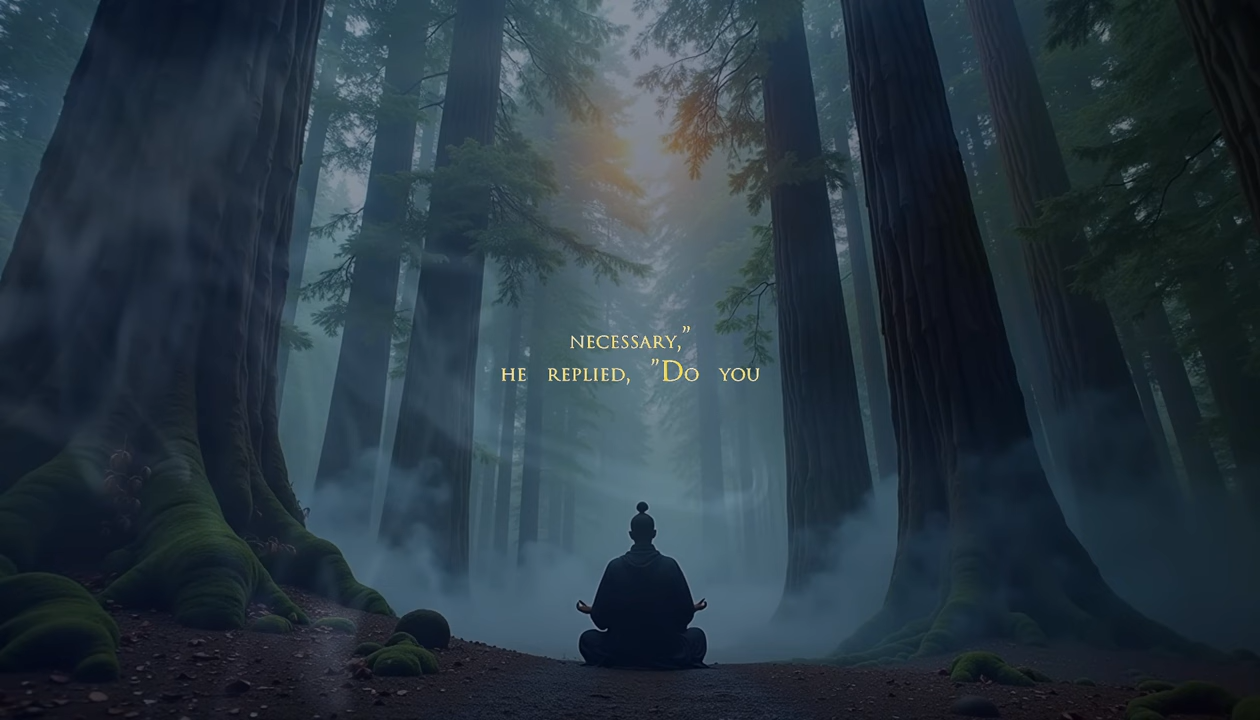 necessary,”
he replied, ”Do you